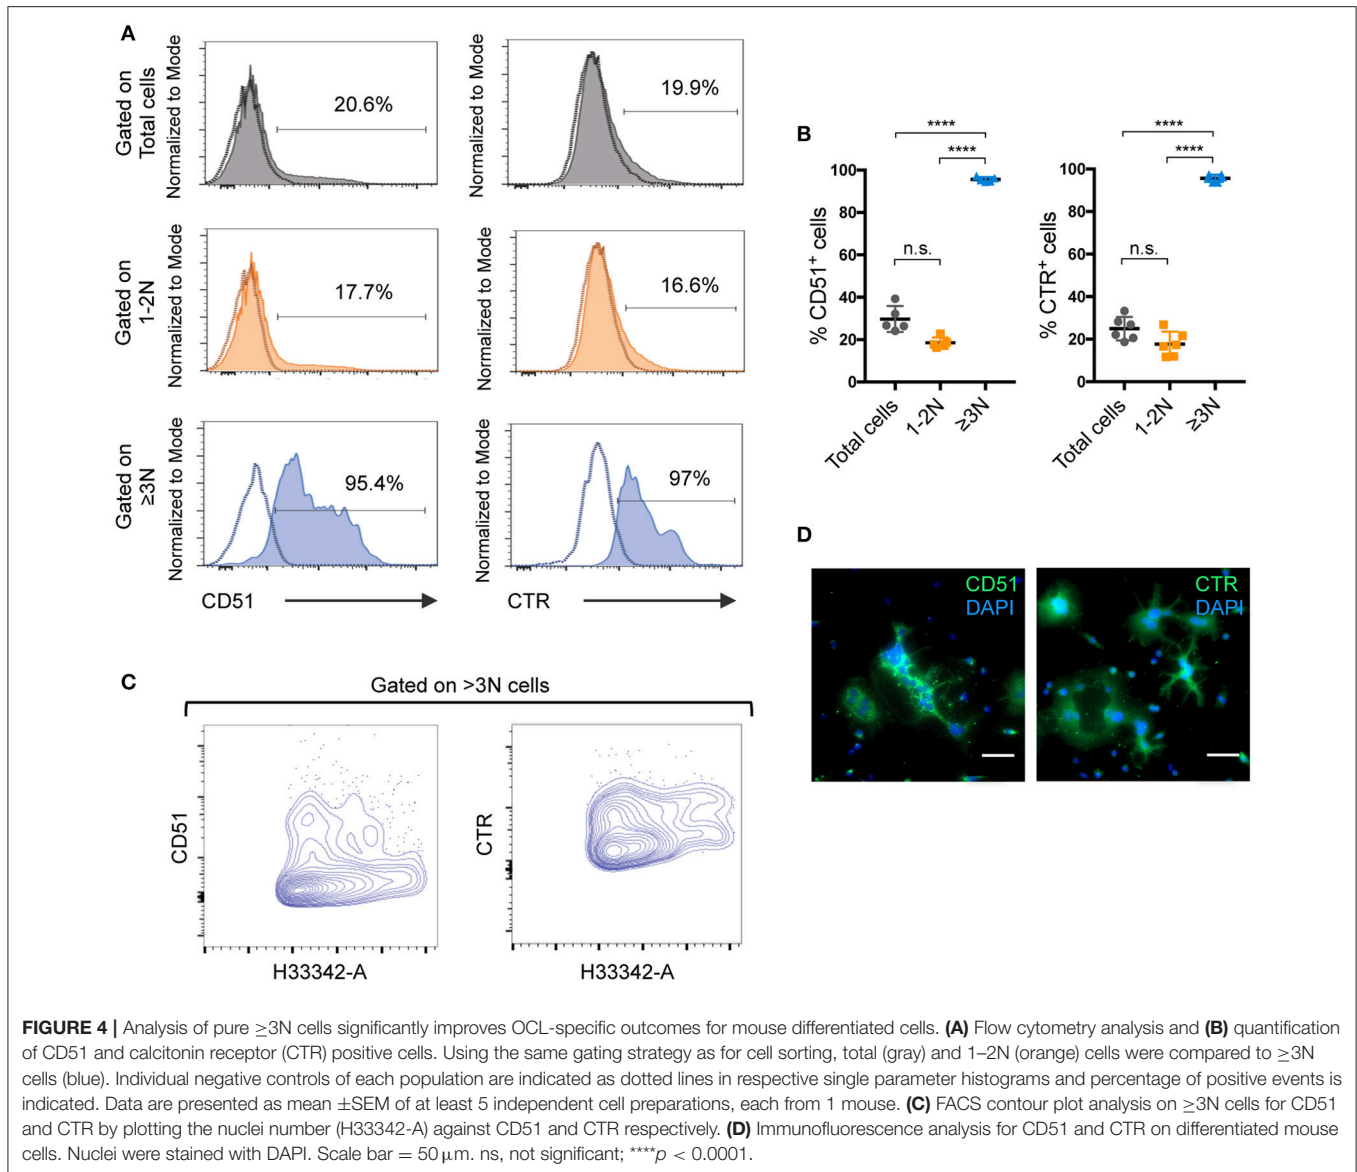 A
Gated on
Total cells
Normalized to Mode
20.6%
Normalized to Mode
19.9%
Gated on
1-2N
Normalized to Mode
17.7%
Normalized to Mode
16.6%
Gated on
≥3N
Normalized to Mode
95.4%
Normalized to Mode
97%
CD51
CTR
B
% CD51+ cells
100
80
60
40
20
0
****
****
n.s.
Total cells
1-2N
≥3N
% CTR+ cells
100
80
60
40
20
0
****
****
n.s.
Total cells
1-2N
≥3N
C
Gated on >3N cells
CD51
H33342-A
CTR
H33342-A
D
CD51
DAPI
CTR
DAPI
FIGURE 4 | Analysis of pure ≥3N cells significantly improves OCL-specific outcomes for mouse differentiated cells. (A) Flow cytometry analysis and (B) quantification
of CD51 and calcitonin receptor (CTR) positive cells. Using the same gating strategy as for cell sorting, total (gray) and 1–2N (orange) cells were compared to ≥3N
cells (blue). Individual negative controls of each population are indicated as dotted lines in respective single parameter histograms and percentage of positive events is
indicated. Data are presented as mean ±SEM of at least 5 independent cell preparations, each from 1 mouse. (C) FACS contour plot analysis on ≥3N cells for CD51
and CTR by plotting the nuclei number (H33342-A) against CD51 and CTR respectively. (D) Immunofluorescence analysis for CD51 and CTR on differentiated mouse
cells. Nuclei were stained with DAPI. Scale bar = 50 μm. ns, not significant; ****p < 0.0001.